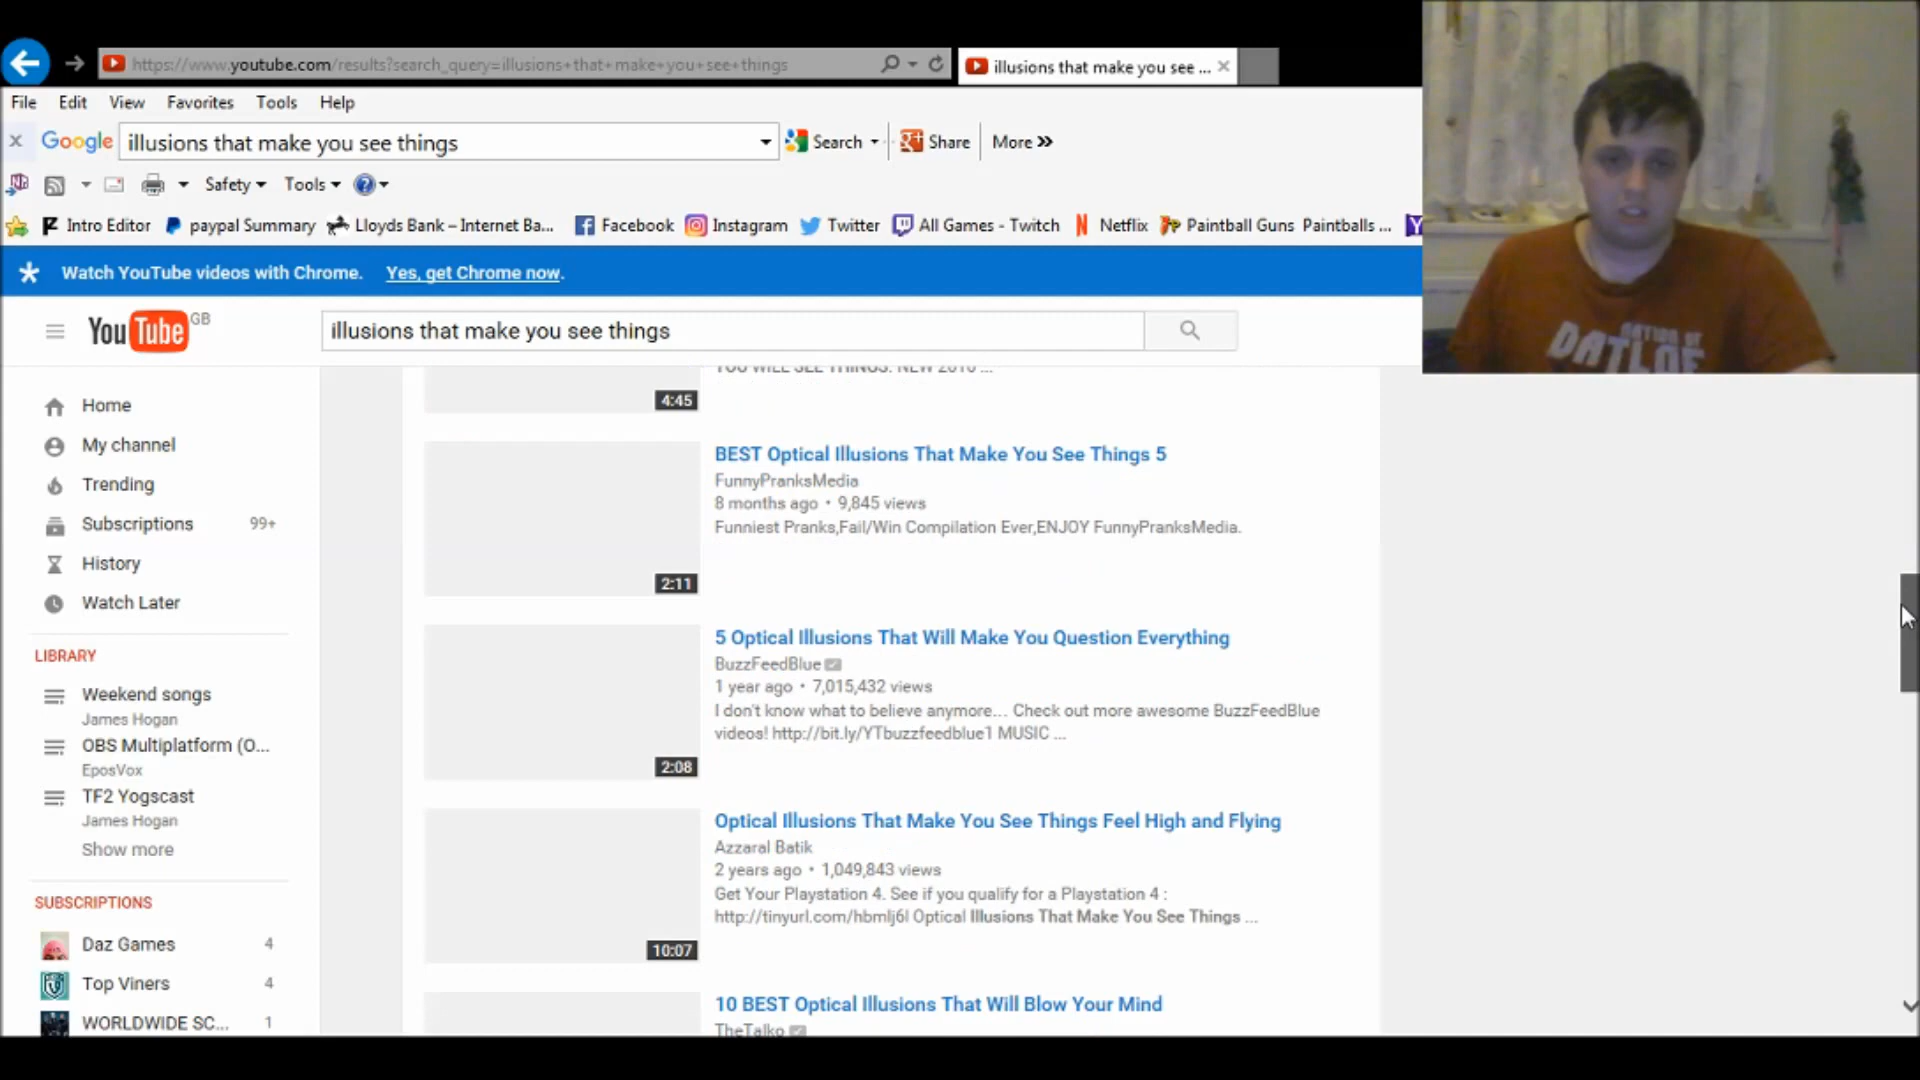 https://www.youtube.com/results?search_query=illusions+that+make+you+see+things
illusions that make you see ...
File Edit View Favorites Tools Help
Google illusions that make you see things Search Share More
Safety Tools
Intro Editor paypal Summary Lloyds Bank – Internet Ba... Facebook Instagram Twitter All Games - Twitch Netflix Paintball Guns Paintballs ...
Watch YouTube videos with Chrome. Yes, get Chrome now.
YouTube GB
illusions that make you see things
YOU WILL SEE THINGS. NEW 2016 ...
4:45
Home
My channel
Trending
Subscriptions 99+
History
Watch Later
LIBRARY
Weekend songs
James Hogan
OBS Multiplatform (O...
EposVox
TF2 Yogscast
James Hogan
Show more
SUBSCRIPTIONS
Daz Games 4
Top Viners 4
WORLDWIDE SC... 1
BEST Optical Illusions That Make You See Things 5
FunnyPranksMedia
8 months ago • 9,845 views
Funniest Pranks,Fail/Win Compilation Ever,ENJOY FunnyPranksMedia.
2:11
5 Optical Illusions That Will Make You Question Everything
BuzzFeedBlue
1 year ago • 7,015,432 views
I don't know what to believe anymore... Check out more awesome BuzzFeedBlue
videos! http://bit.ly/YTbuzzfeedblue1 MUSIC ...
2:08
Optical Illusions That Make You See Things Feel High and Flying
Azzaral Batik
2 years ago • 1,049,843 views
Get Your Playstation 4. See if you qualify for a Playstation 4 :
http://tinyurl.com/hbmlj6l Optical Illusions That Make You See Things ...
10:07
10 BEST Optical Illusions That Will Blow Your Mind
TheTalko